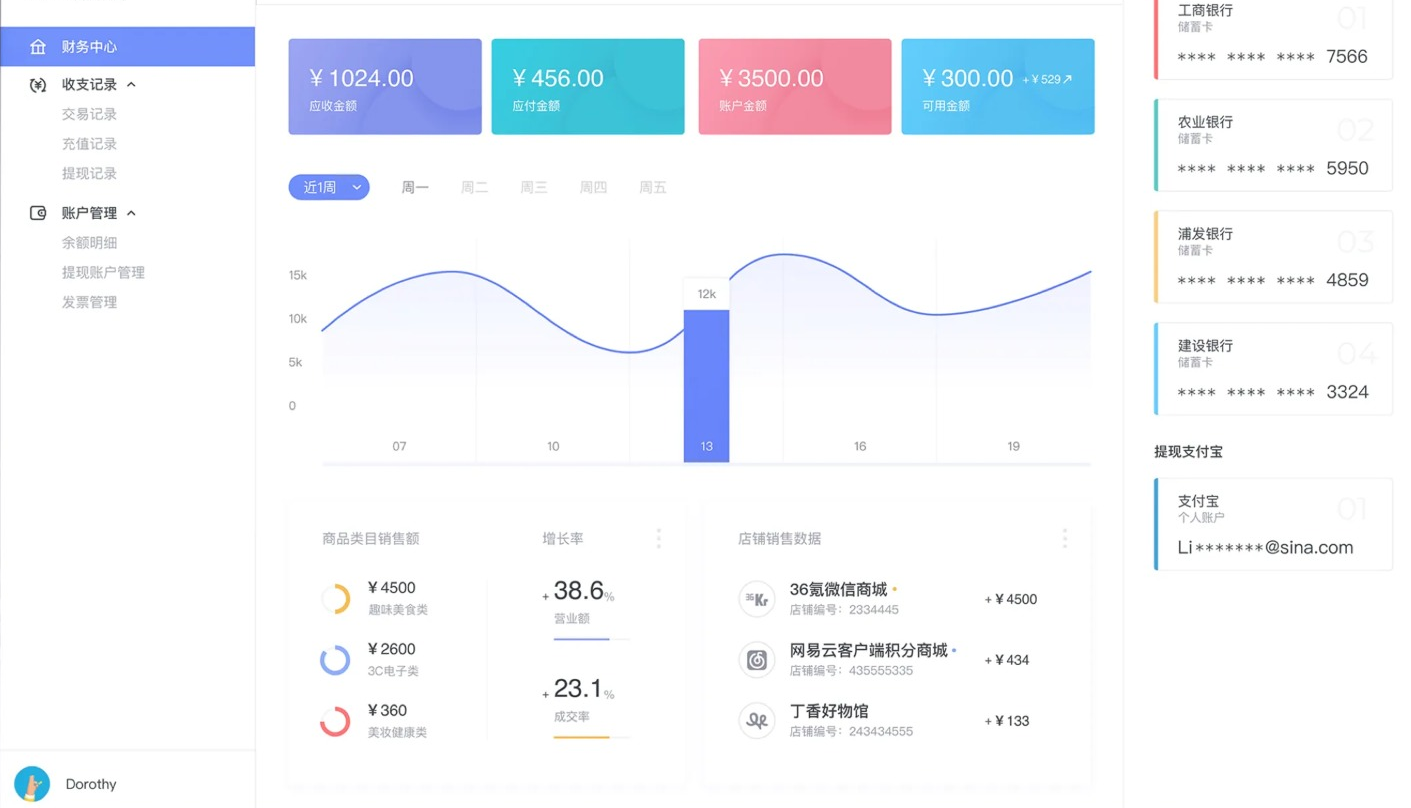 财务中心
收支记录
交易记录
充值记录
提现记录
账户管理
余额明细
提现账户管理
发票管理
Dorothy
¥ 1024.00
应收金额
¥ 456.00
应付金额
¥ 3500.00
账户金额
¥ 300.00 +¥ 529↗
可用金额
近1周 周一 周二 周三 周四 周五
15k
10k
5k
0
12k
07 10 13 16 19
商品类目销售额 增长率
¥ 4500
趣味美食类
¥ 2600
3C电子类
¥ 360
美妆健康类
+ 38.6%
营业额
+ 23.1%
成交率
店铺销售数据
36Kr
36氪微信商城
店铺编号：2334445
+ ¥ 4500
网易云客户端积分商城
店铺编号：435555335
+ ¥ 434
丁香好物馆
店铺编号：243434555
+ ¥ 133
工商银行
储蓄卡
01
**** **** **** 7566
农业银行
储蓄卡
02
**** **** **** 5950
浦发银行
储蓄卡
03
**** **** **** 4859
建设银行
储蓄卡
04
**** **** **** 3324
提现支付宝
支付宝
个人账户
01
Li*******@sina.com